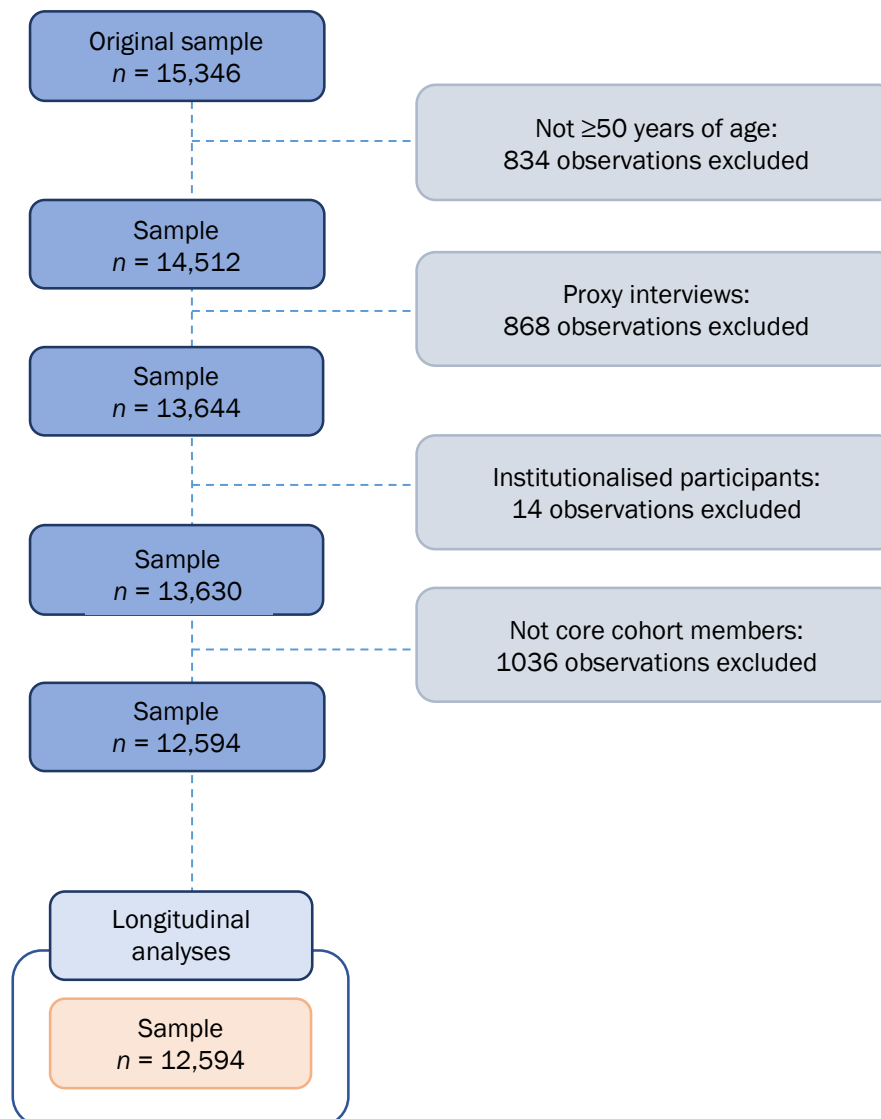 Original sample
n = 15,346
Not ≥50 years of age:
834 observations excluded
Sample
n = 14,512
Proxy interviews:
868 observations excluded
Sample
n = 13,644
Institutionalised participants:
14 observations excluded
Sample
n = 13,630
Not core cohort members:
1036 observations excluded
Sample
n = 12,594
Longitudinal
analyses
Sample
n = 12,594